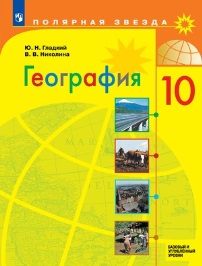 ПОЛЯРНАЯ ЗВЕЗДА
Ю. Н. Гладкий
В. В. Николина
География
10
БАЗОВЫЙ И
УГЛУБЛЁННЫЙ
УРОВНИ